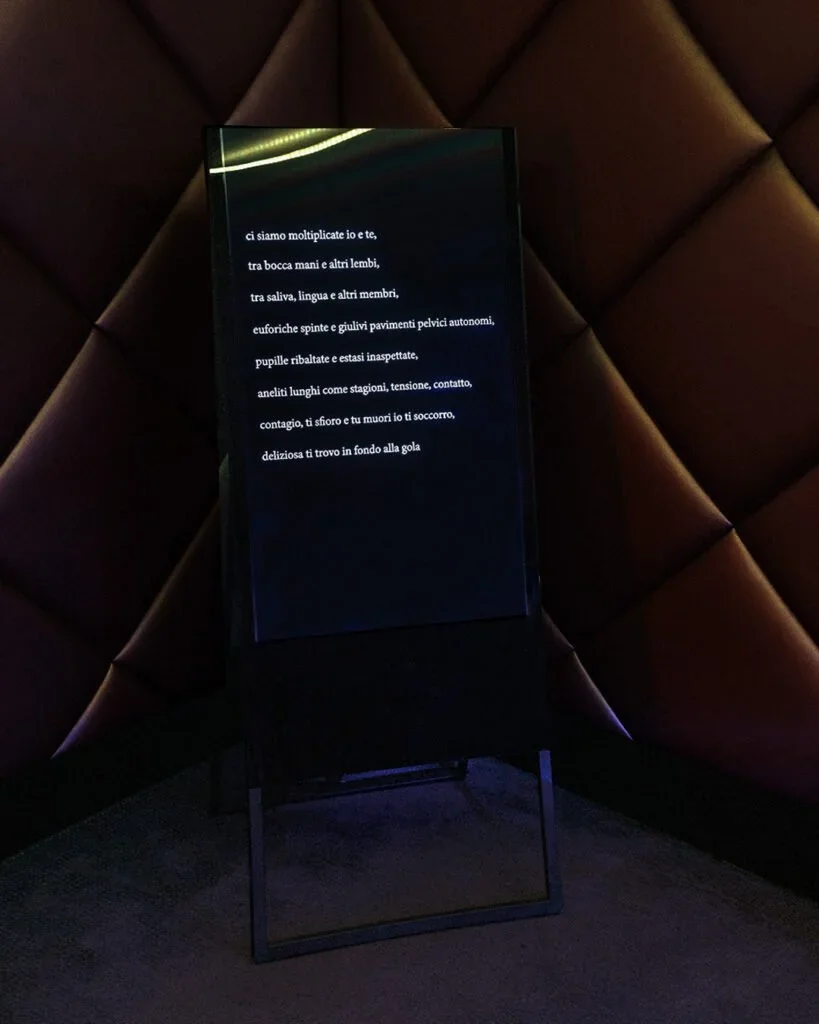 ci siamo moltiplicate io e te,
tra bocca mani e altri lembi,
tra saliva, lingua e altri membri,
euforiche spinte e giulivi pavimenti pelvici autonomi,
pupille ribaltate e estasi inaspettate,
aneliti lunghi come stagioni, tensione, contatto,
contagio, ti sfioro e tu muori io ti soccorro,
deliziosa ti trovo in fondo alla gola